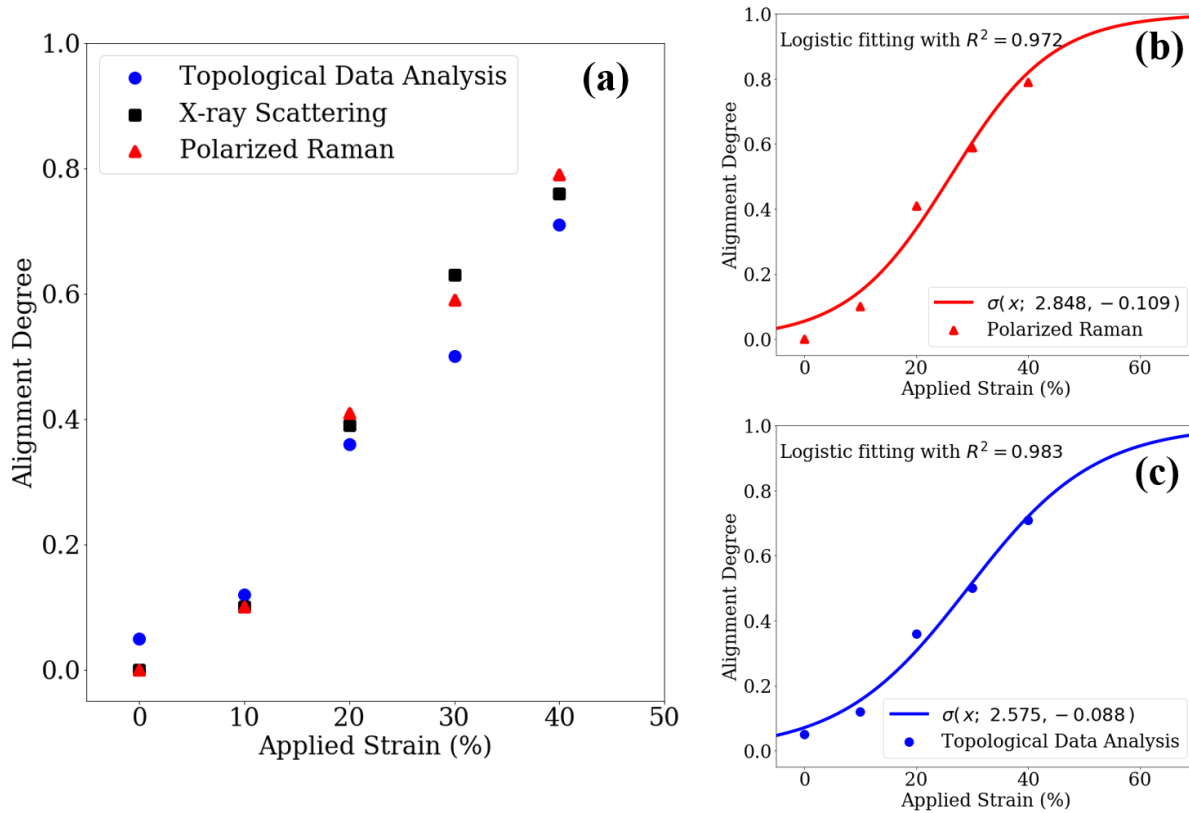 1.0
0.8
0.6
0.4
0.2
0.0
Alignment Degree
Topological Data Analysis
X-ray Scattering
Polarized Raman
(a)
0
10
20
30
40
50
Applied Strain (%)
1.0
0.8
0.6
0.4
0.2
0.0
Alignment Degree
Logistic fitting with R² = 0.972
(b)
σ(x; 2.848, −0.109)
Polarized Raman
0
20
40
60
Applied Strain (%)
1.0
0.8
0.6
0.4
0.2
0.0
Alignment Degree
Logistic fitting with R² = 0.983
(c)
σ(x; 2.575, −0.088)
Topological Data Analysis
0
20
40
60
Applied Strain (%)